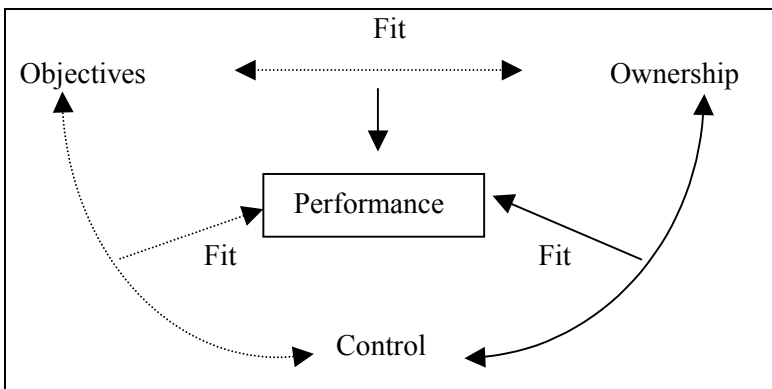 Fit
Objectives
Ownership
Performance
Fit
Fit
Control